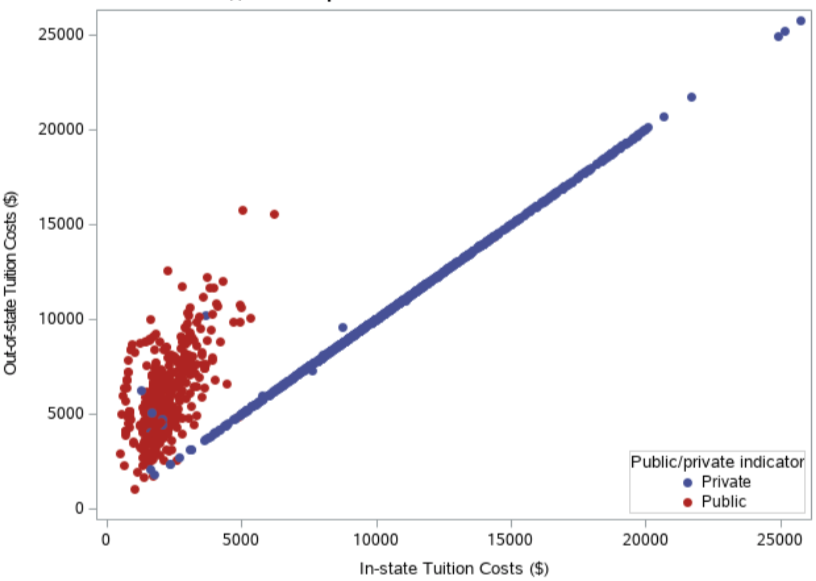 Out-of-state Tuition Costs ($)
25000
20000
15000
10000
5000
0
0 5000 10000 15000 20000 25000
In-state Tuition Costs ($)
Public/private indicator
Private
Public